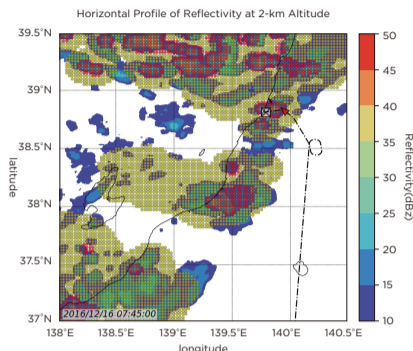 Horizontal Profile of Reflectivity at 2-km Altitude
39.5°N
39°N
38.5°N
38°N
37.5°N
37°N
latitude
2016/12/16 07:45:00
138°E
138.5°E
139°E
139.5°E
140°E
140.5°E
longitude
50
45
40
35
30
25
20
15
10
Reflectivity(dBz)